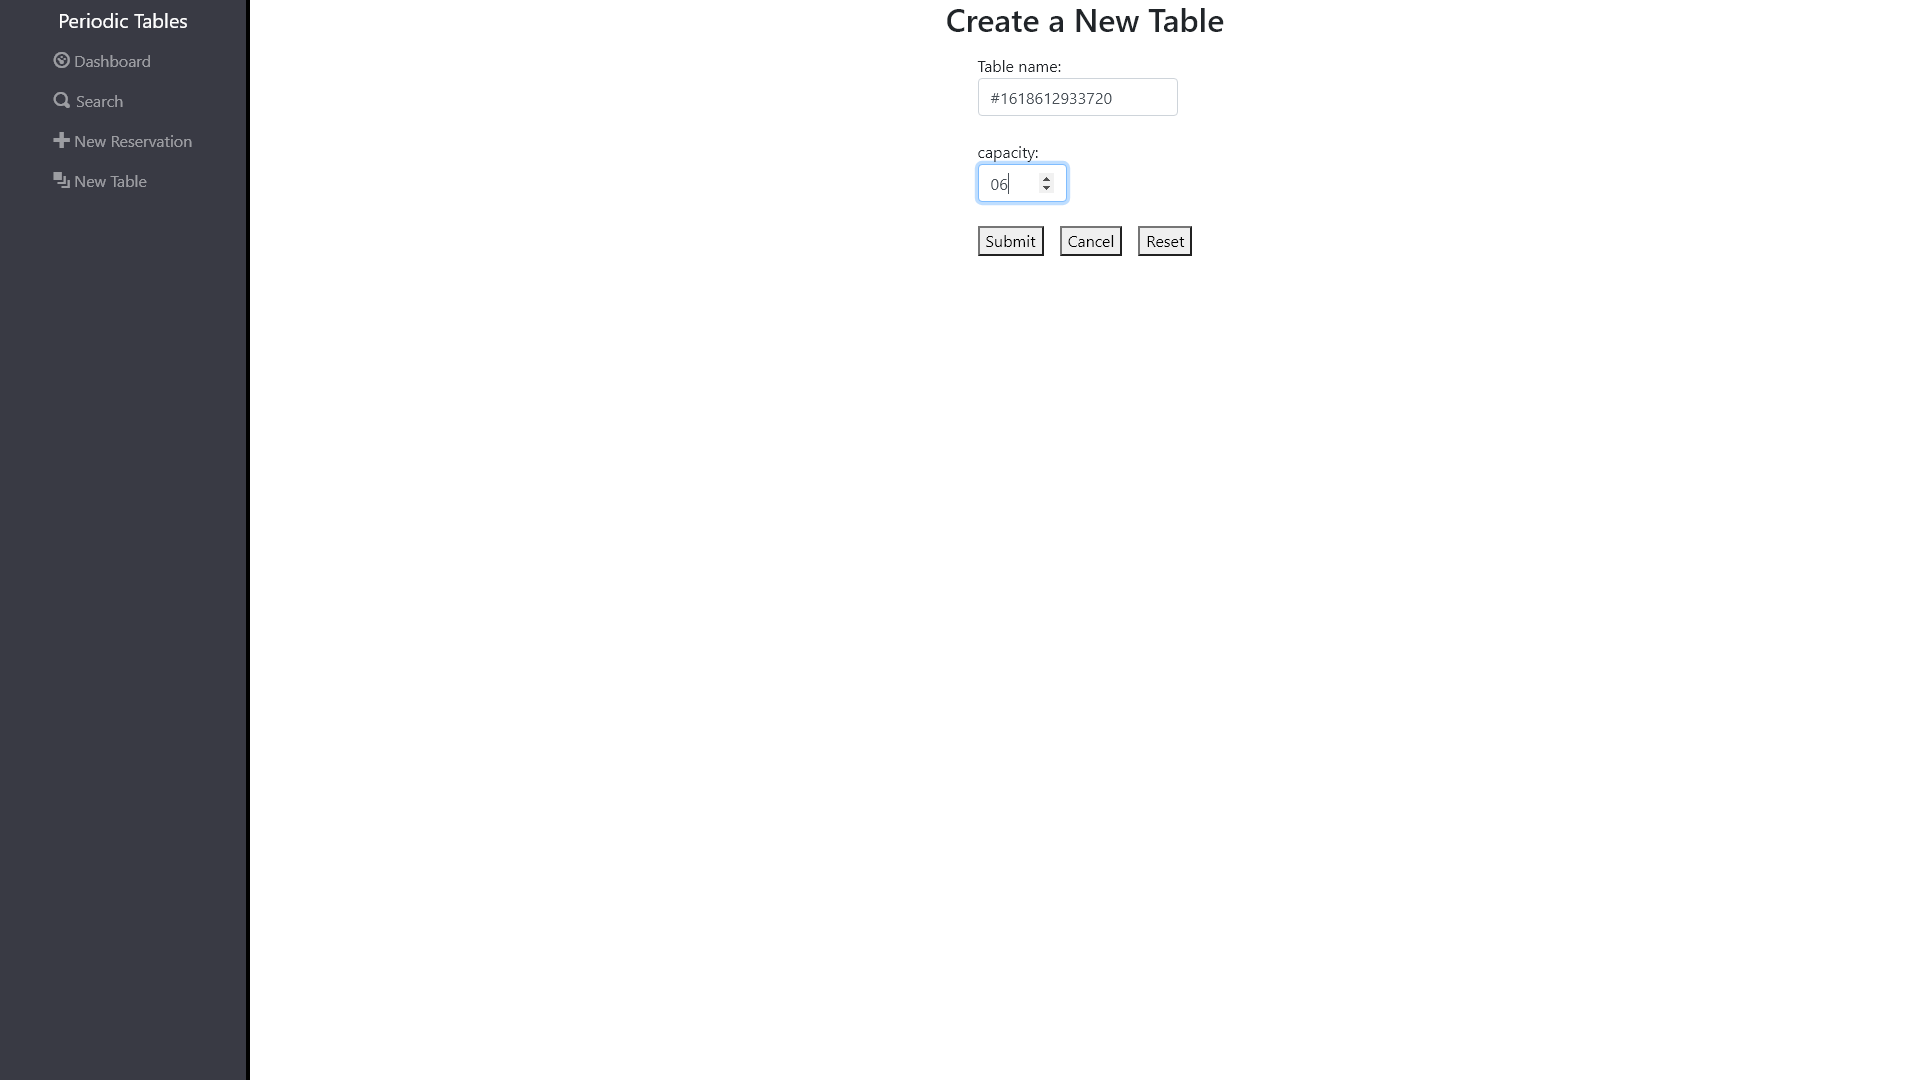 Periodic Tables
Dashboard
Search
New Reservation
New Table
Create a New Table
Table name:
#1618612933720
capacity:
06
Submit Cancel Reset